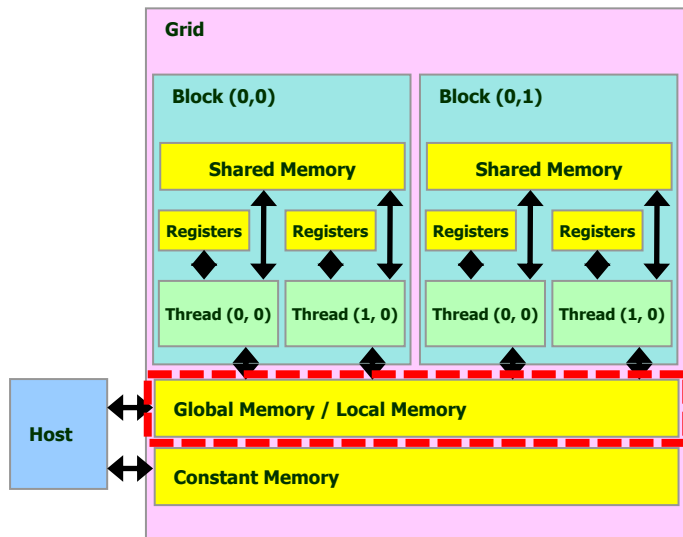 Grid
Block (0,0)
Block (0,1)
Shared Memory
Shared Memory
Registers
Registers
Registers
Registers
Thread (0, 0)
Thread (1, 0)
Thread (0, 0)
Thread (1, 0)
Host
Global Memory / Local Memory
Constant Memory